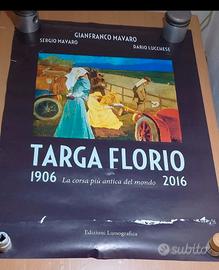 GIANFRANCO MAVARO
SERGIO MAVARO DARIO LUCCHESE
TARGA FLORIO
1906 La corsa più antica del mondo 2016
Edizioni Lussografica
subito